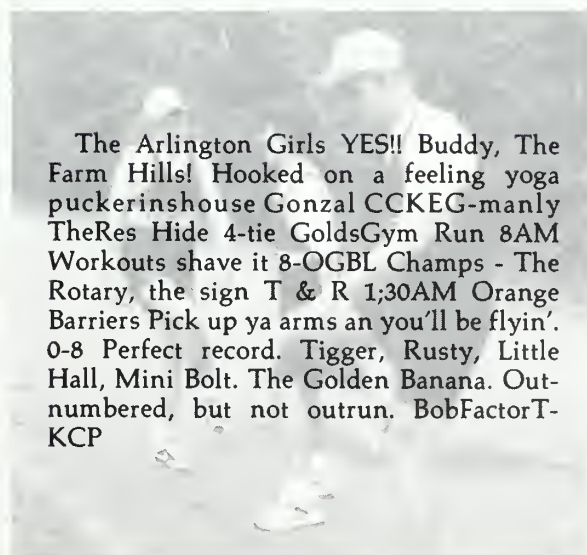 The Arlington Girls YES!! Buddy, The
Farm Hills! Hooked on a feeling yoga
puckerinshouse Gonzal CCKEG-manly
TheRes Hide 4-tie GoldsGym Run 8AM
Workouts shave it 8-OGBL Champs - The
Rotary, the sign T & R 1;30AM Orange
Barriers Pick up ya arms an you'll be flyin'.
0-8 Perfect record. Tigger, Rusty, Little
Hall, Mini Bolt. The Golden Banana. Out-
numbered, but not outrun. BobFactorT-
KCP